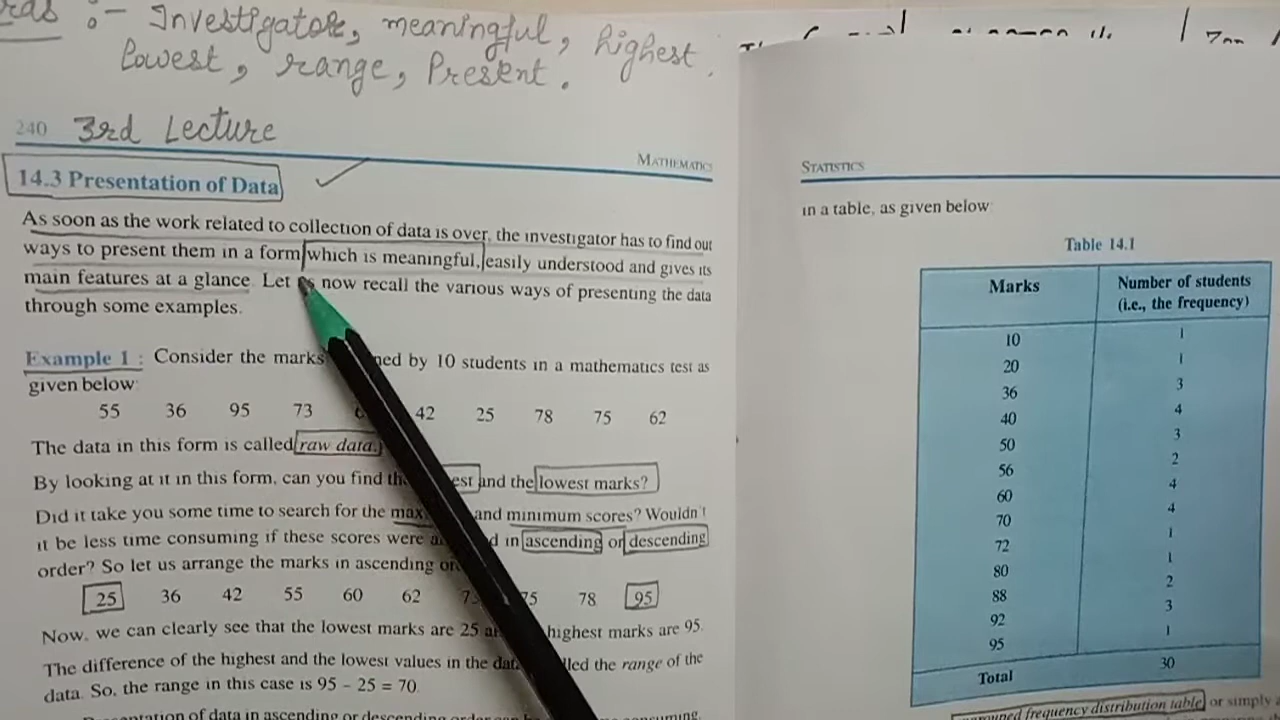 :- Investigator, meaningful, highest
Lowest, range, Present.
240 3rd Lecture
MATHEMATICS
14.3 Presentation of Data
As soon as the work related to collection of data is over, the investigator has to find out
ways to present them in a form which is meaningful, easily understood and gives its
main features at a glance. Let us now recall the various ways of presenting the data
through some examples.
Example 1 : Consider the marks by 10 students in a mathematics test as
given below:
55 36 95 73 42 25 78 75 62
The data in this form is called raw data.
By looking at it in this form, can you find the and the lowest marks?
Did it take you some time to search for the and minimum scores? Wouldn't
it be less time consuming if these scores were in ascending or descending
order? So let us arrange the marks in ascending
25 36 42 55 60 62 75 78 95
Now, we can clearly see that the lowest marks are 25 highest marks are 95.
The difference of the highest and the lowest values in the the range of the
data. So, the range in this case is 95 – 25 = 70.
of data in ascending or descending
STATISTICS
in a table, as given below:
Table 14.1
Marks Number of students
(i.e., the frequency)
10 1
20 1
36 3
40 4
50 3
56 2
60 4
70 4
72 1
80 1
88 2
92 3
95 1
Total 30
frequency distribution table, or simply